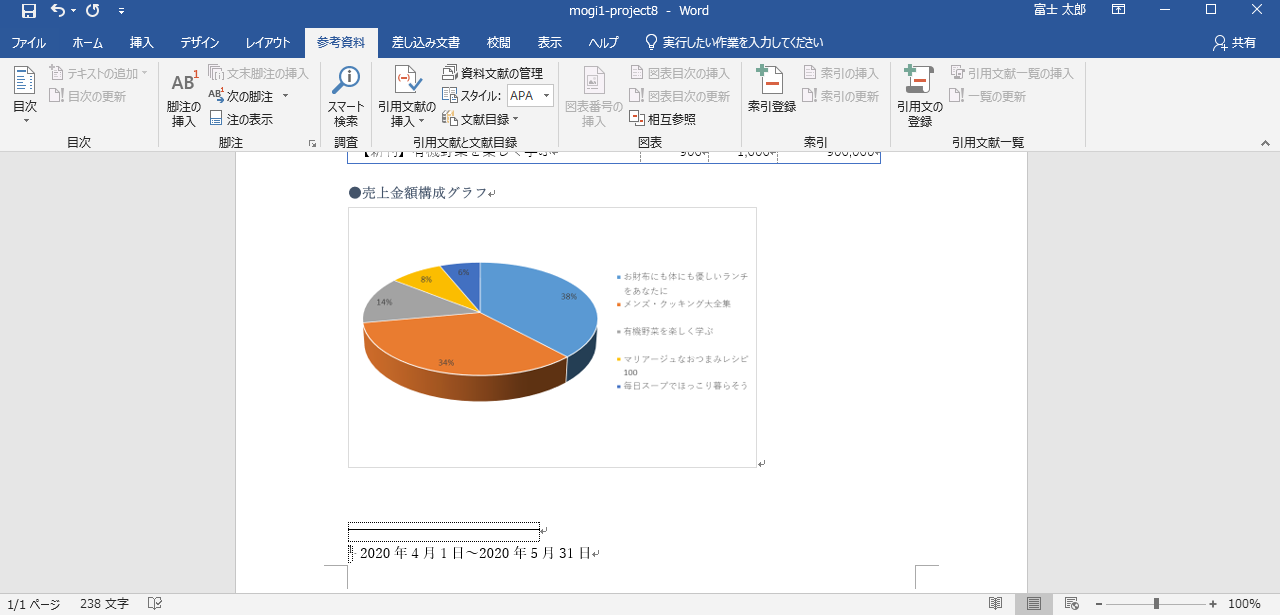 mogi1-project8 - Word
富士 太郎
ファイル ホーム 挿入 デザイン レイアウト 参考資料 差し込み文書 校閲 表示 ヘルプ 実行したい作業を入力してください 共有
目次
テキストの追加
目次の更新
目次
AB1
脚注の
挿入
文末脚注の挿入
AB1 次の脚注
注の表示
脚注
スマート
検索
調査
引用文献の
挿入
資料文献の管理
スタイル: APA
文献目録
引用文献と文献目録
図表番号の
挿入
図表目次の挿入
図表目次の更新
相互参照
図表
索引登録
索引の挿入
索引の更新
索引
引用文の
登録
引用文献一覧の挿入
一覧の更新
引用文献一覧
【新刊】有機野菜を楽しく学ぶ 900 1,000 900,000
●売上金額構成グラフ
6%
8%
14%
38%
34%
お財布にも体にも優しいランチ
をあなたに
メンズ・クッキング大全集
有機野菜を楽しく学ぶ
マリアージュなおつまみレシピ
100
毎日スープでほっこり暮らそう
2020 年 4 月 1 日～2020 年 5 月 31 日
1/1 ページ 238 文字 100%